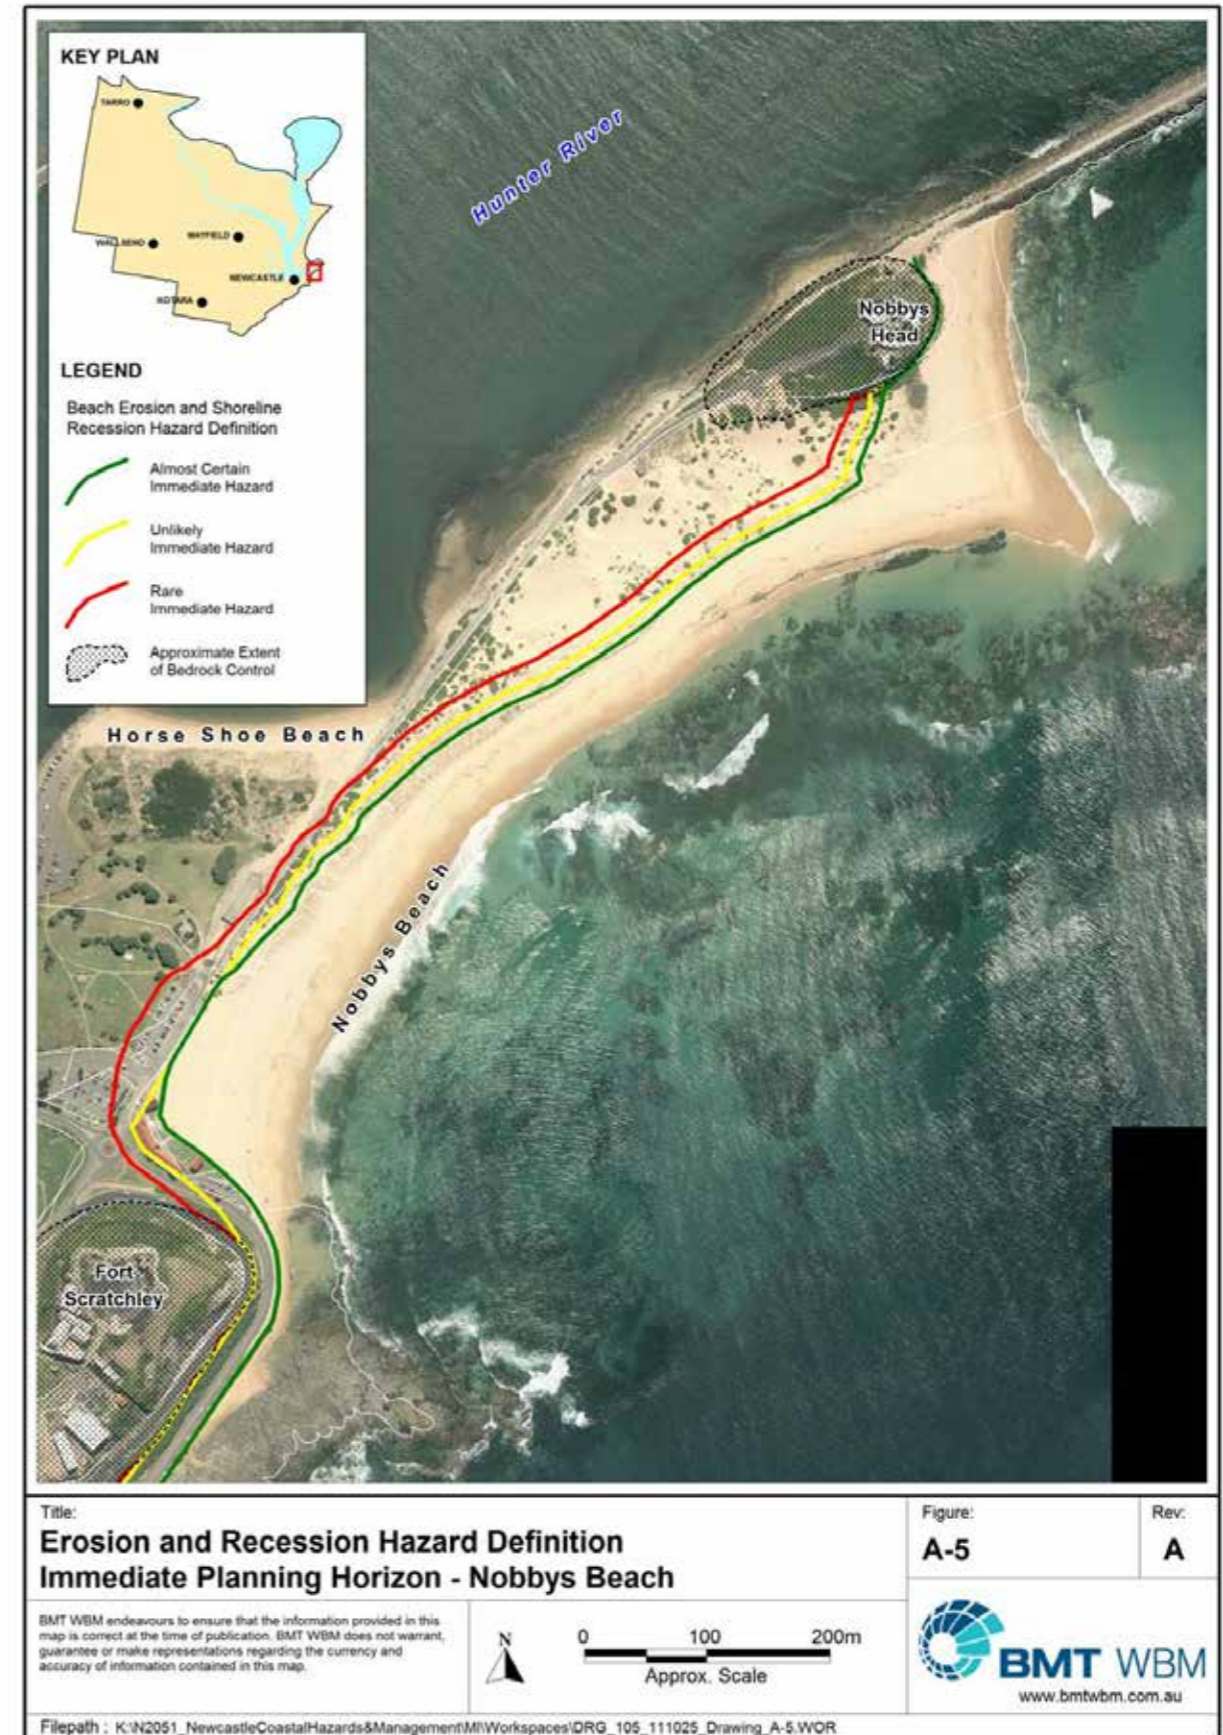 KEY PLAN
TARRO
WALLSEND
MAYFIELD
NEWCASTLE
KOTARA
LEGEND
Beach Erosion and Shoreline
Recession Hazard Definition
Almost Certain
Immediate Hazard
Unlikely
Immediate Hazard
Rare
Immediate Hazard
Approximate Extent
of Bedrock Control
Hunter River
Nobbys
Head
Horse Shoe Beach
Nobbys Beach
Fort
Scratchley
Title:
Erosion and Recession Hazard Definition
Immediate Planning Horizon - Nobbys Beach
Figure:
A-5
Rev:
A
BMT WBM endeavours to ensure that the information provided in this
map is correct at the time of publication. BMT WBM does not warrant,
guarantee or make representations regarding the currency and
accuracy of information contained in this map.
N
0 100 200m
Approx. Scale
BMT WBM
www.bmtwbm.com.au
Filepath : K:\N2051_NewcastleCoastalHazards&Management\MI\Workspaces\DRG_105_111025_Drawing_A-5.WOR